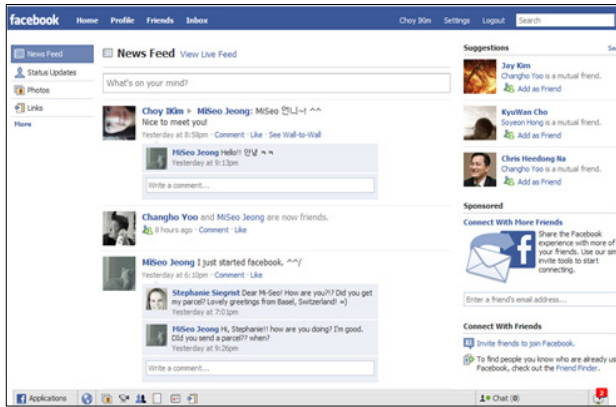 facebook Home Profile Friends Inbox Choy IKim Settings Logout Search
News Feed
Status Updates
Photos
Links
More
News Feed View Live Feed
What's on your mind?
Choy IKim ▸ MiSeo Jeong: MiSeo 언니~! ^^
Nice to meet you!
Yesterday at 8:58pm · Comment · Like · See Wall-to-Wall
MiSeo Jeong Hello!! 안녕 ㅋㅋ
Yesterday at 9:13pm
Write a comment...
Changho Yoo and MiSeo Jeong are now friends.
8 hours ago · Comment · Like
MiSeo Jeong I just started facebook. ^^/
Yesterday at 6:10pm · Comment · Like
Stephanie Siegrist Dear Mi-Seo! How are you?!? Did you get
my parcel? Lovely greetings from Basel, Switzerland! =)
Yesterday at 7:01pm
MiSeo Jeong Hi, Stephanie!! how are you doing? I'm good.
Did you send a parcel?? when?
Yesterday at 9:26pm
Write a comment...
Suggestions
Jay Kim
Changho Yoo is a mutual friend.
Add as Friend
KyuWan Cho
Soyeon Hong is a mutual friend.
Add as Friend
Chris Heedong Na
Changho Yoo is a mutual friend.
Add as Friend
Sponsored
Connect With More Friends
Share the Facebook
experience with more of
your friends. Use our sim
invite tools to start
connecting.
Enter a friend's email address...
Connect With Friends
Invite friends to join Facebook.
To find people you know who are already us
Facebook, check out the Friend Finder.
Applications
Chat (0)
2